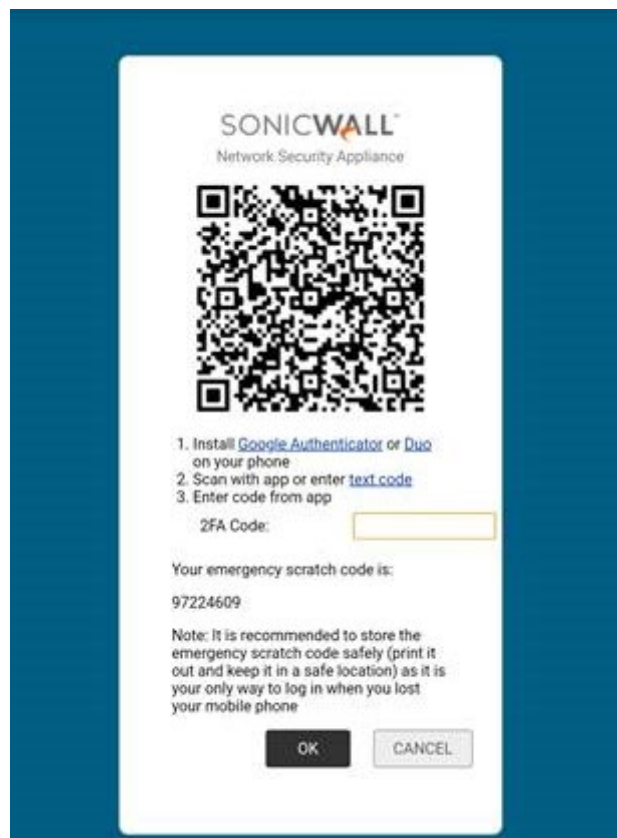 SONICWALL
Network Security Appliance
1. Install Google Authenticator or Duo
on your phone
2. Scan with app or enter text code
3. Enter code from app
2FA Code:
Your emergency scratch code is:
97224609
Note: It is recommended to store the
emergency scratch code safely (print it
out and keep it in a safe location) as it is
your only way to log in when you lost
your mobile phone
OK CANCEL